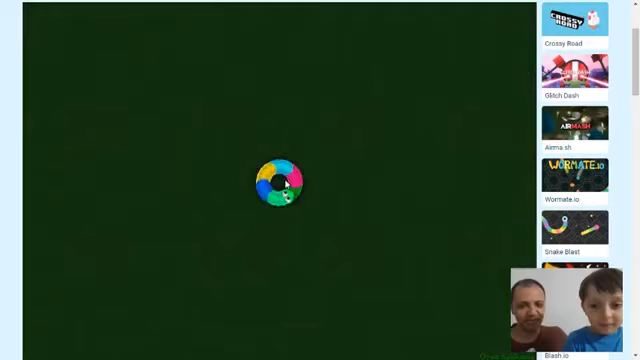 CROSSY
ROAD
Crossy Road
Glitch Dash
AIRMASH
Airma.sh
WORMATE.IO
Wormate.io
Snake Blast
Blash.io